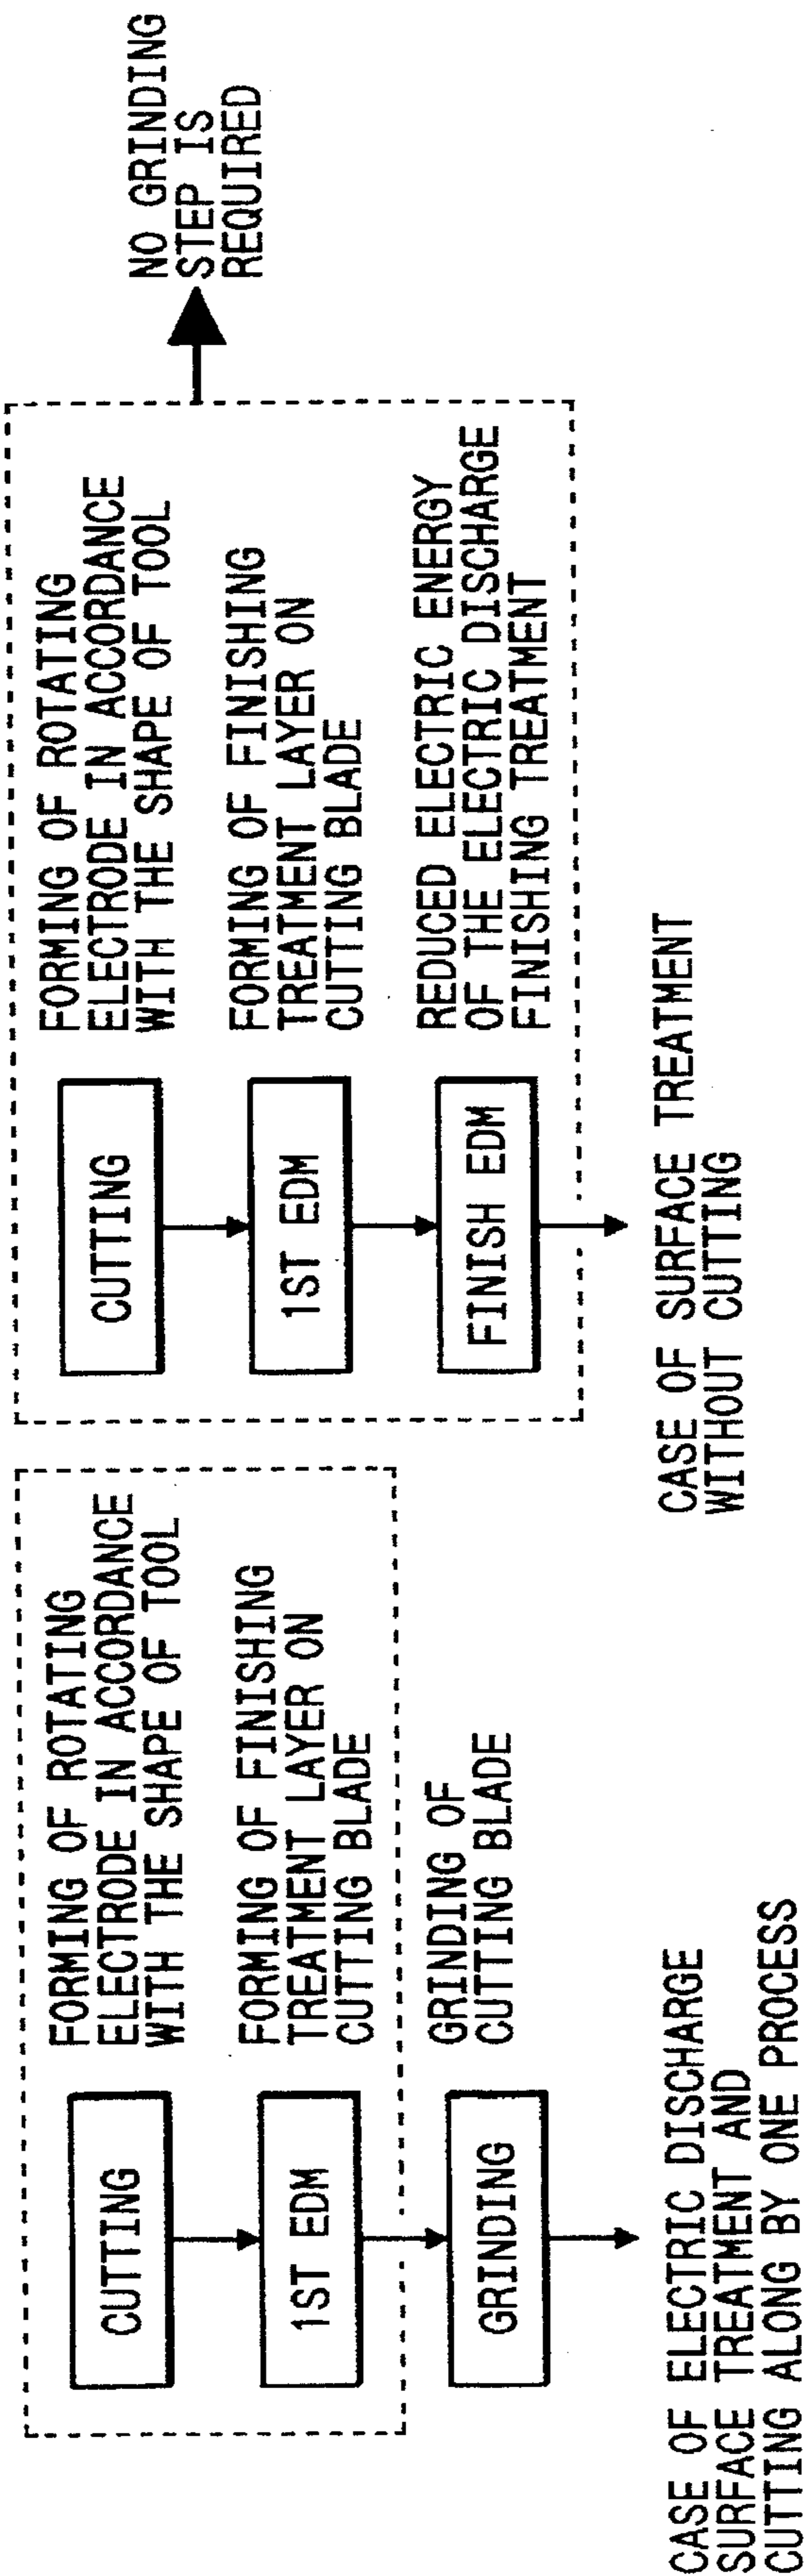 CUTTING
FORMING OF ROTATING
ELECTRODE IN ACCORDANCE
WITH THE SHAPE OF TOOL
1ST EDM
FORMING OF FINISHING
TREATMENT LAYER ON
CUTTING BLADE
GRINDING
GRINDING OF
CUTTING BLADE
CASE OF ELECTRIC DISCHARGE
SURFACE TREATMENT AND
CUTTING ALONG BY ONE PROCESS
CUTTING
FORMING OF ROTATING
ELECTRODE IN ACCORDANCE
WITH THE SHAPE OF TOOL
1ST EDM
FORMING OF FINISHING
TREATMENT LAYER ON
CUTTING BLADE
FINISH EDM
REDUCED ELECTRIC ENERGY
OF THE ELECTRIC DISCHARGE
FINISHING TREATMENT
CASE OF SURFACE TREATMENT
WITHOUT CUTTING
NO GRINDING
STEP IS
REQUIRED